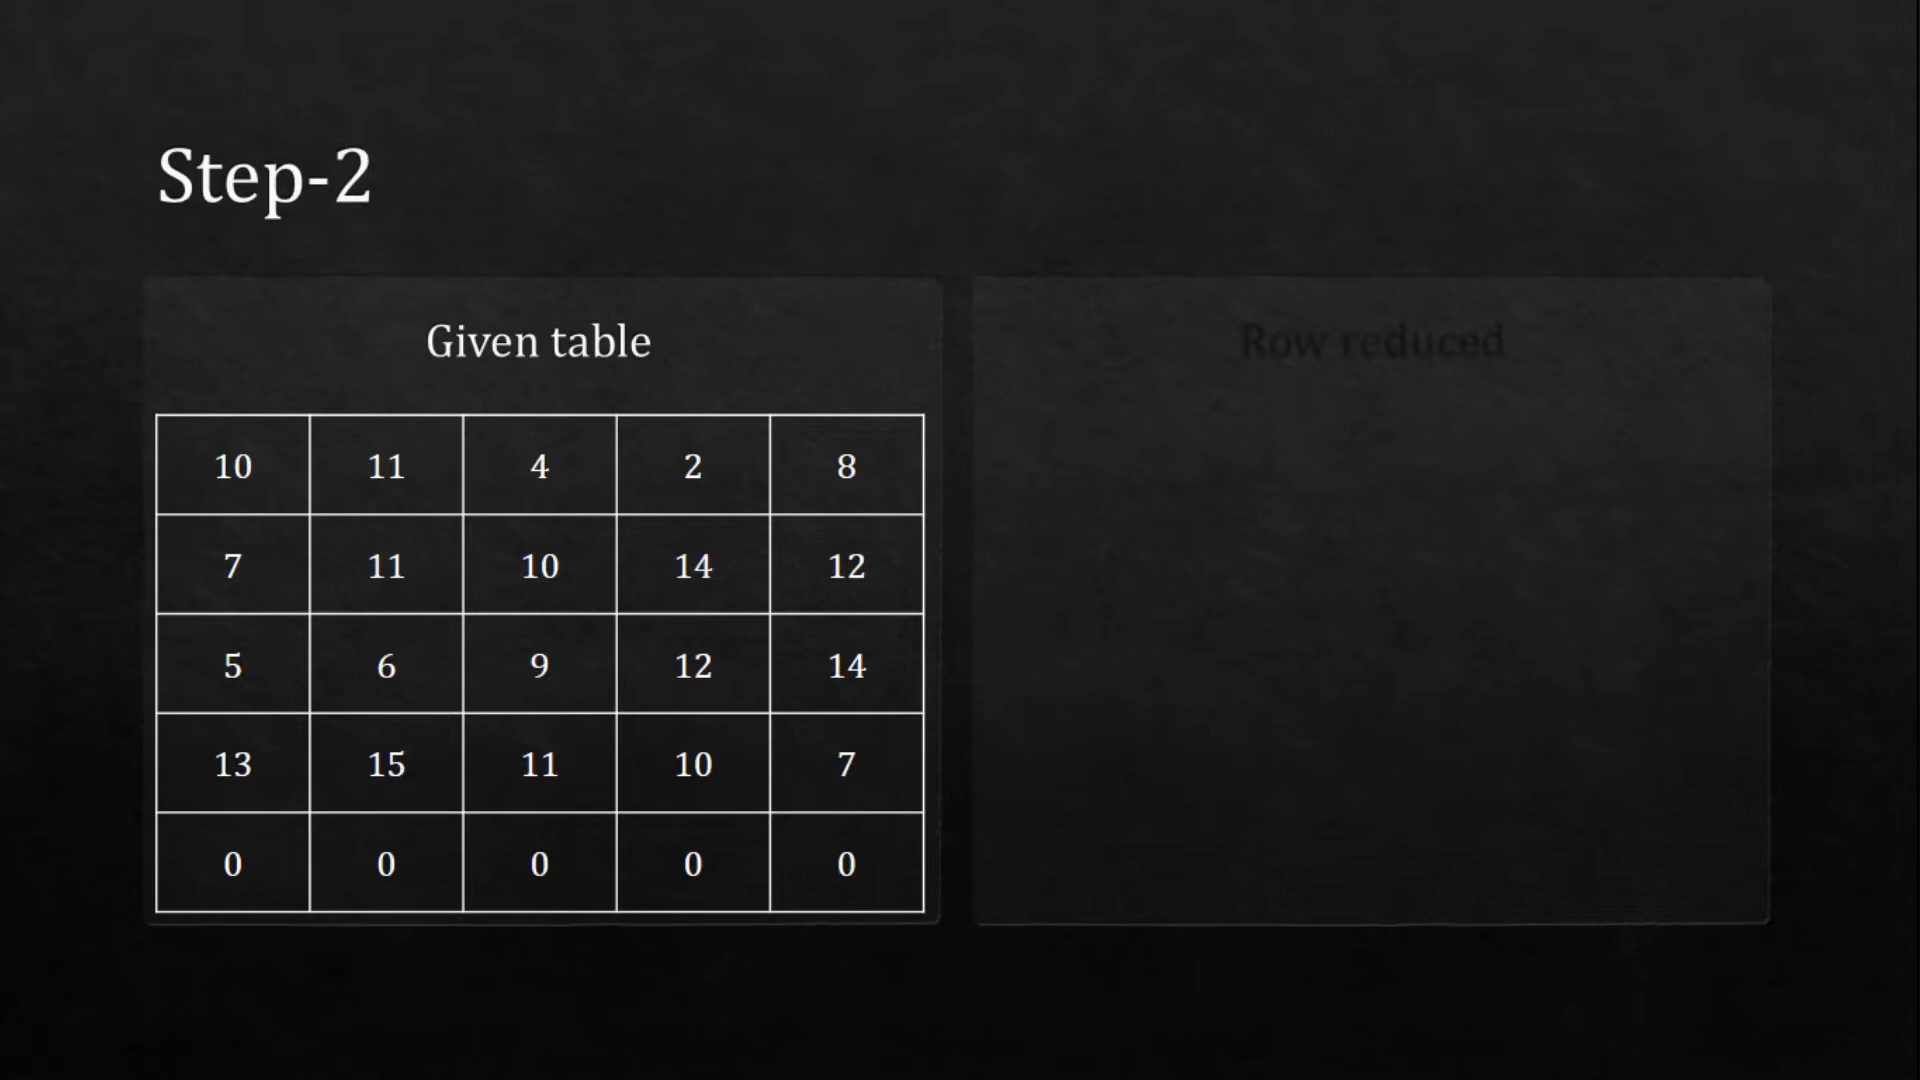 Step-2
Given table
Row reduced
10 11 4 2 8
7 11 10 14 12
5 6 9 12 14
13 15 11 10 7
0 0 0 0 0